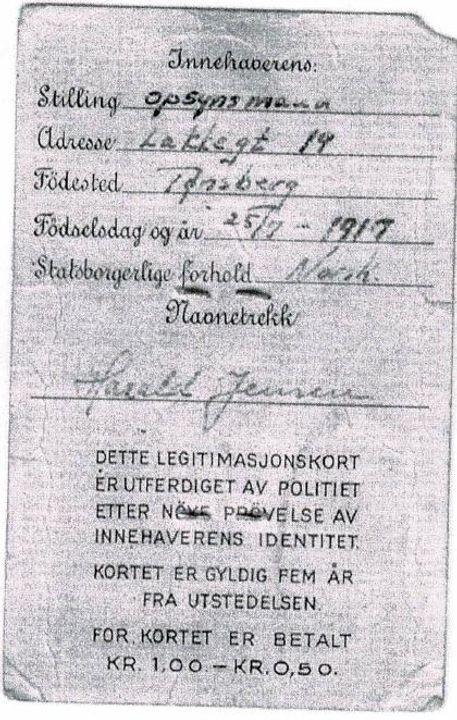 Innehaverens:
Stilling opsynsmann
Adresse Lakkegt 14
Fødested Tønsberg
Fødselsdag og år 25/7 - 1917
Statsborgerlige forhold Norsk.
Navnetrekk
Harald Jensen
DETTE LEGITIMASJONSKORT
ER UTFERDIGET AV POLITIET
ETTER NØYE PRØVELSE AV
INNEHAVERENS IDENTITET.
KORTET ER GYLDIG FEM ÅR
FRA UTSTEDELSEN.
FOR KORTET ER BETALT
KR. 1,00 – KR. 0,50.